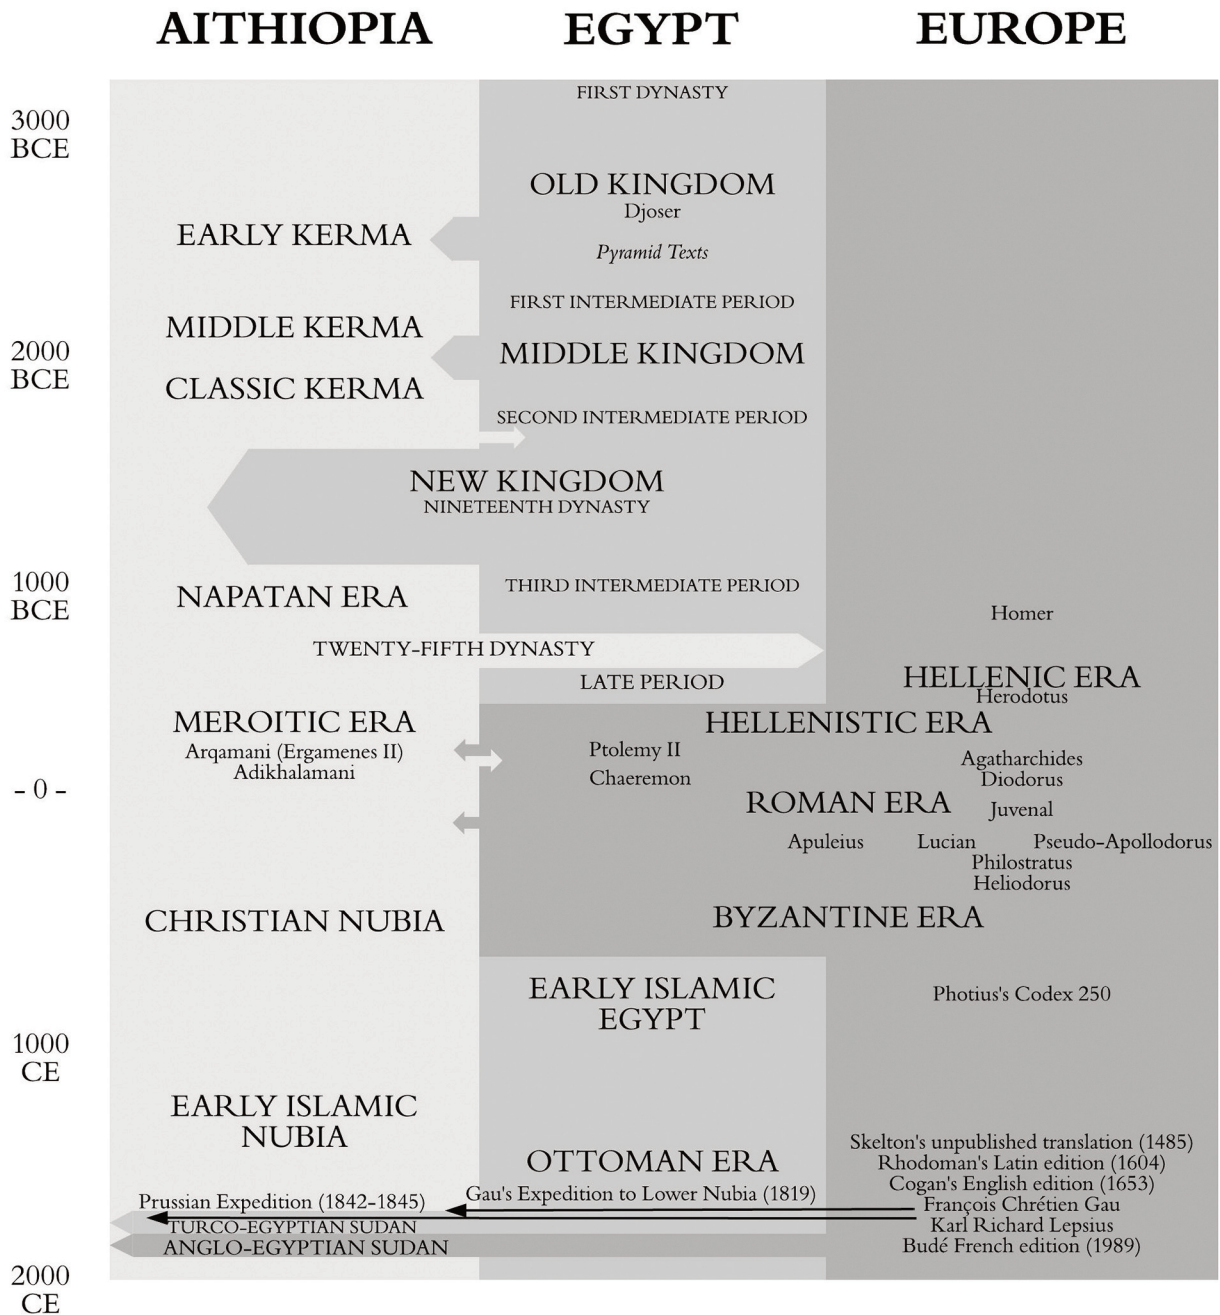 AITHIOPIA EGYPT EUROPE
FIRST DYNASTY
3000
BCE
OLD KINGDOM
Djoser
EARLY KERMA
Pyramid Texts
FIRST INTERMEDIATE PERIOD
MIDDLE KERMA
2000
BCE
MIDDLE KINGDOM
CLASSIC KERMA
SECOND INTERMEDIATE PERIOD
NEW KINGDOM
NINETEENTH DYNASTY
1000
BCE
THIRD INTERMEDIATE PERIOD
NAPATAN ERA
Homer
TWENTY-FIFTH DYNASTY
HELLENIC ERA
LATE PERIOD
Herodotus
MEROITIC ERA
HELLENISTIC ERA
Arqamani (Ergamenes II)
Ptolemy II
Agatharchides
Adikhalamani
Chaeremon
Diodorus
- 0 -
ROMAN ERA
Juvenal
Apuleius Lucian Pseudo-Apollodorus
Philostratus
Heliodorus
CHRISTIAN NUBIA
BYZANTINE ERA
EARLY ISLAMIC
EGYPT
Photius's Codex 250
1000
CE
EARLY ISLAMIC
NUBIA
Skelton's unpublished translation (1485)
OTTOMAN ERA
Rhodoman's Latin edition (1604)
Cogan's English edition (1653)
Prussian Expedition (1842-1845)
Gau's Expedition to Lower Nubia (1819)
François Chrétien Gau
TURCO-EGYPTIAN SUDAN
Karl Richard Lepsius
ANGLO-EGYPTIAN SUDAN
Budé French edition (1989)
2000
CE